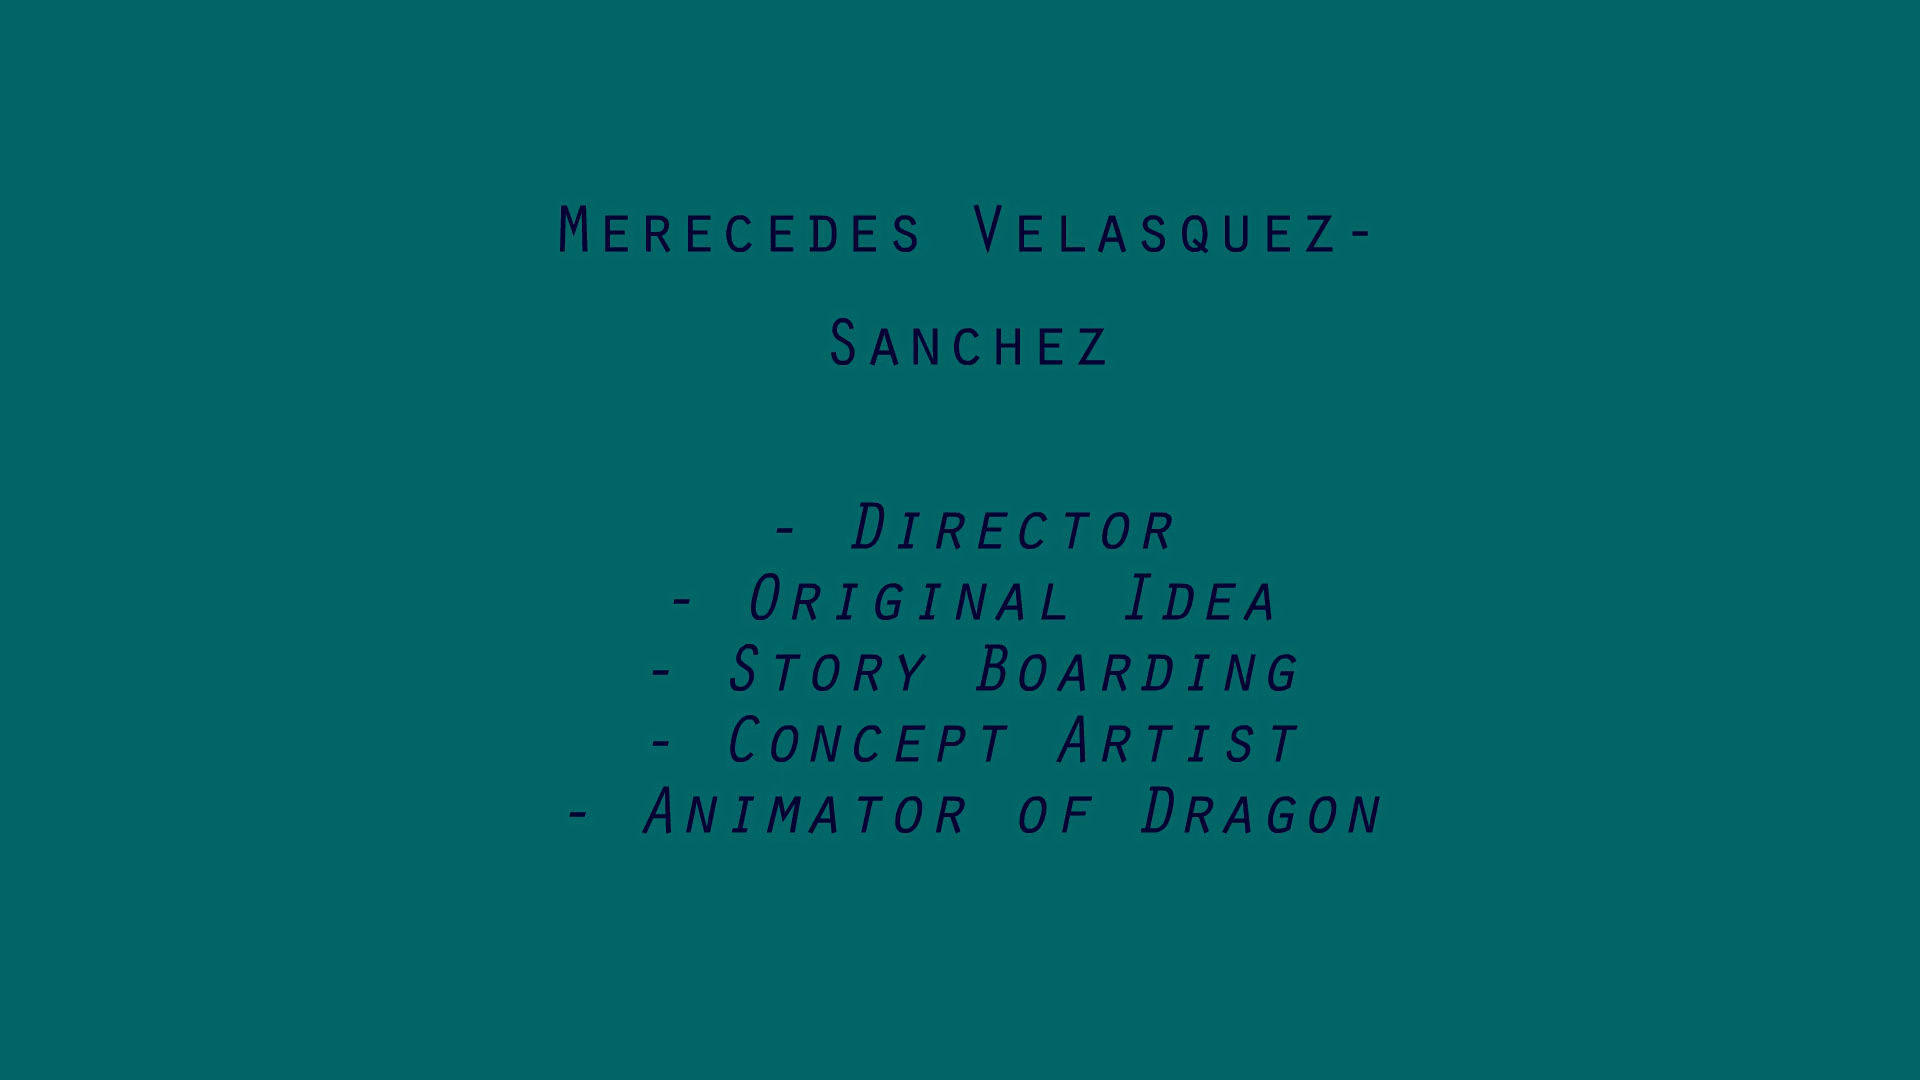 Merecedes Velasquez-
Sanchez
- Director
- Original Idea
- Story Boarding
- Concept Artist
- Animator of Dragon